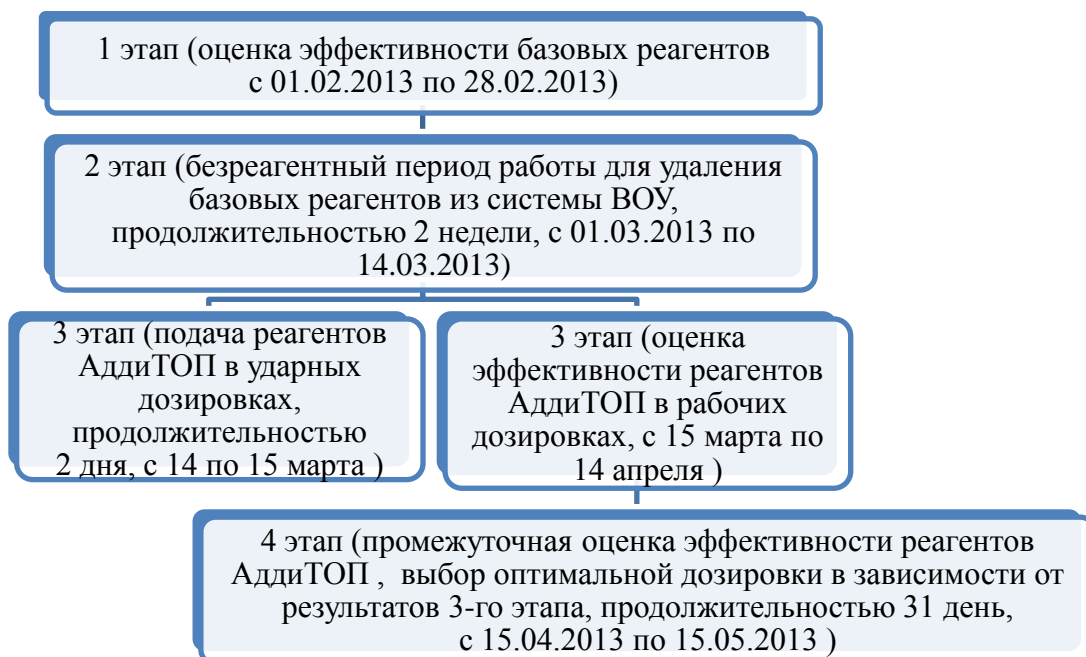 1 этап (оценка эффективности базовых реагентов
с 01.02.2013 по 28.02.2013)
2 этап (безреагентный период работы для удаления
базовых реагентов из системы ВОУ,
продолжительностью 2 недели, с 01.03.2013 по
14.03.2013)
3 этап (подача реагентов
АддиТОП в ударных
дозировках,
продолжительностью
2 дня, с 14 по 15 марта )
3 этап (оценка
эффективности реагентов
АддиТОП в рабочих
дозировках, с 15 марта по
14 апреля )
4 этап (промежуточная оценка эффективности реагентов
АддиТОП , выбор оптимальной дозировки в зависимости от
результатов 3-го этапа, продолжительностью 31 день,
с 15.04.2013 по 15.05.2013 )